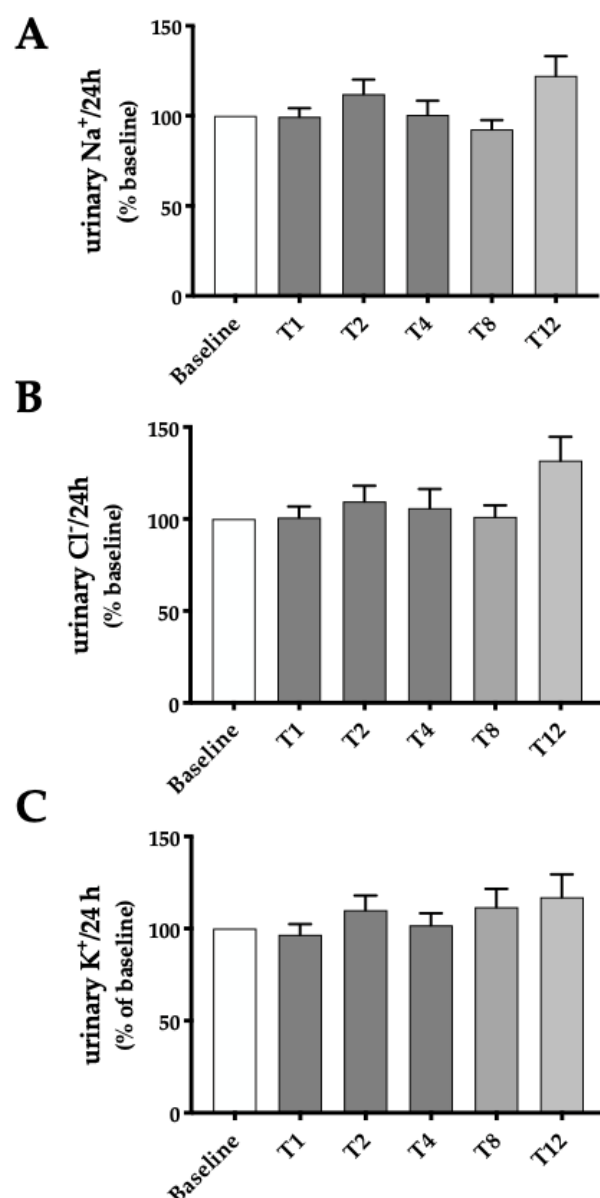 A
urinary Na⁺/24h
(% baseline)
150
100
50
0
Baseline
T1
T2
T4
T8
T12
B
urinary Cl⁻/24h
(% baseline)
150
100
50
0
Baseline
T1
T2
T4
T8
T12
C
urinary K⁺/24 h
(% of baseline)
150
100
50
0
Baseline
T1
T2
T4
T8
T12